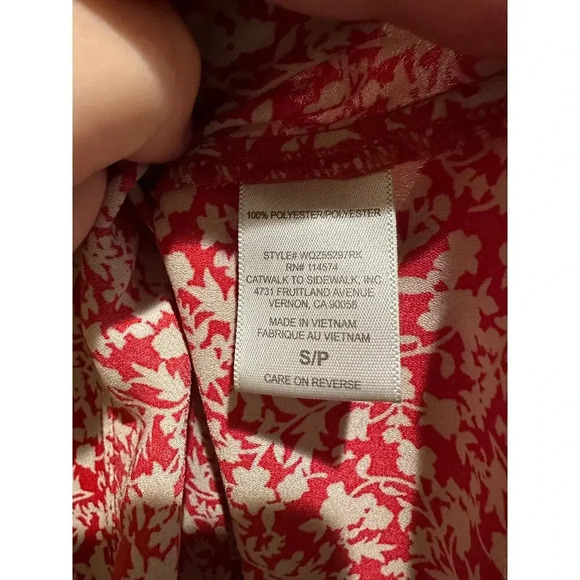 100% POLYESTER/POLYESTER
STYLE# WQZ55297RK
RN# 114574
CATWALK TO SIDEWALK, INC
4731 FRUITLAND AVENUE
VERNON, CA 90056
MADE IN VIETNAM
FABRIQUE AU VIETNAM
S/P
CARE ON REVERSE